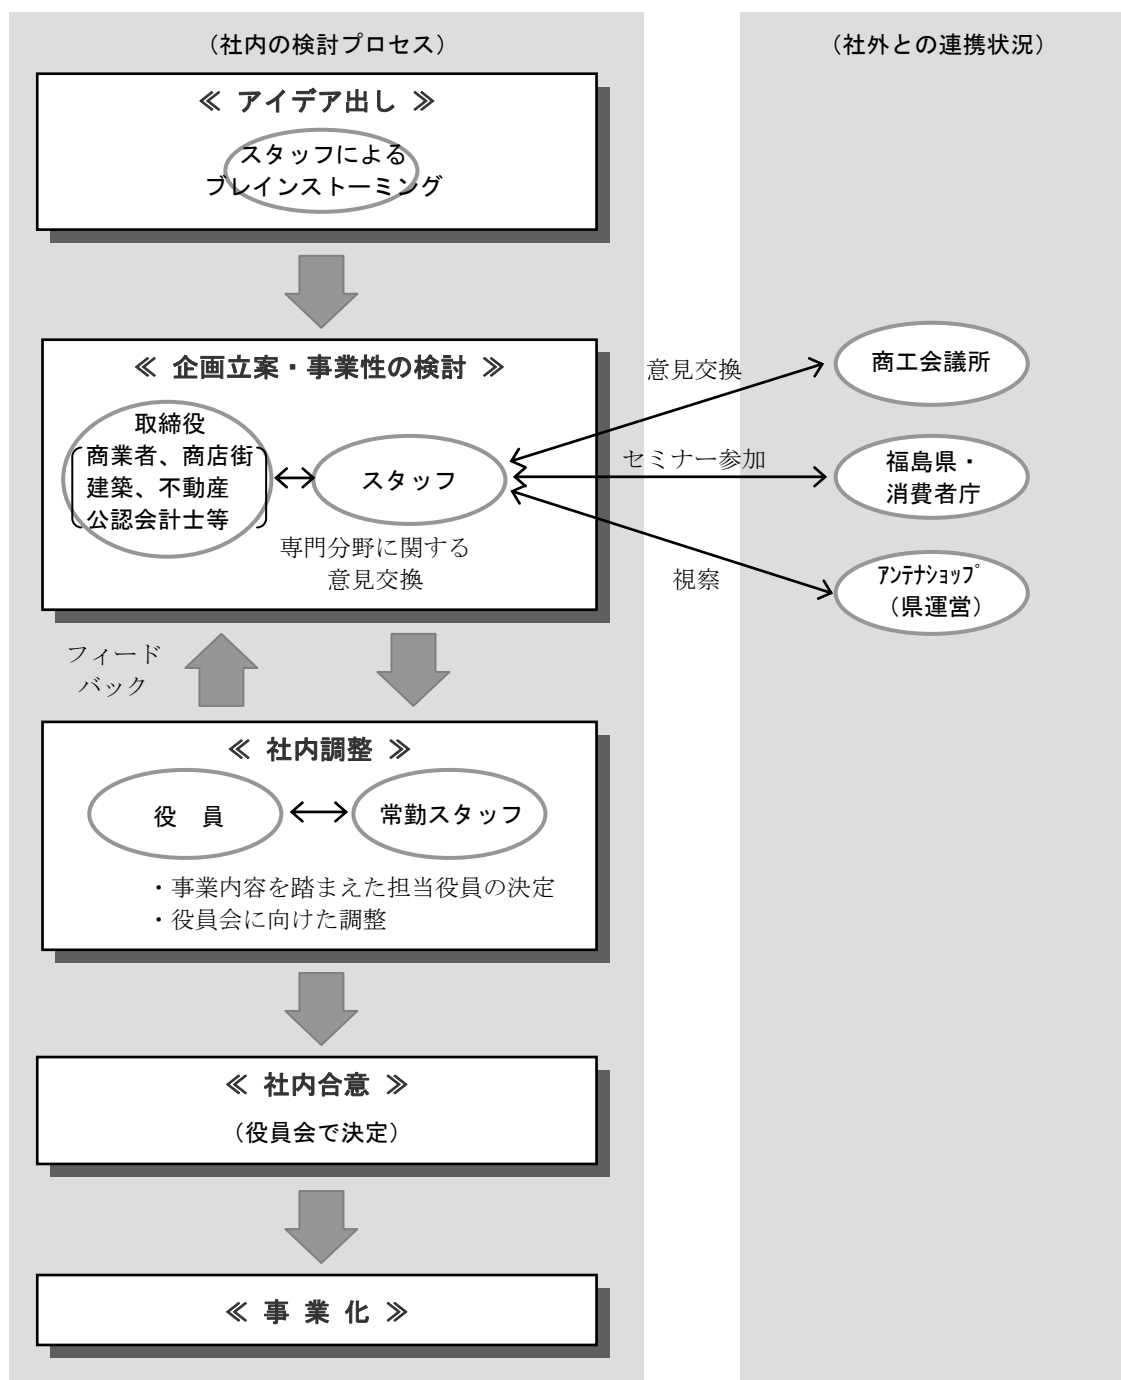 （社内の検討プロセス）
（社外との連携状況）
≪ アイデア出し ≫
スタッフによる
ブレインストーミング
≪ 企画立案・事業性の検討 ≫
取締役
商業者、商店街
建築、不動産
公認会計士等
スタッフ
専門分野に関する
意見交換
意見交換
セミナー参加
視察
商工会議所
福島県・
消費者庁
ｱﾝﾃﾅｼｮｯﾌﾟ
（県運営）
フィード
バック
≪ 社内調整 ≫
役　員
常勤スタッフ
・事業内容を踏まえた担当役員の決定
・役員会に向けた調整
≪ 社内合意 ≫
（役員会で決定）
≪ 事 業 化 ≫